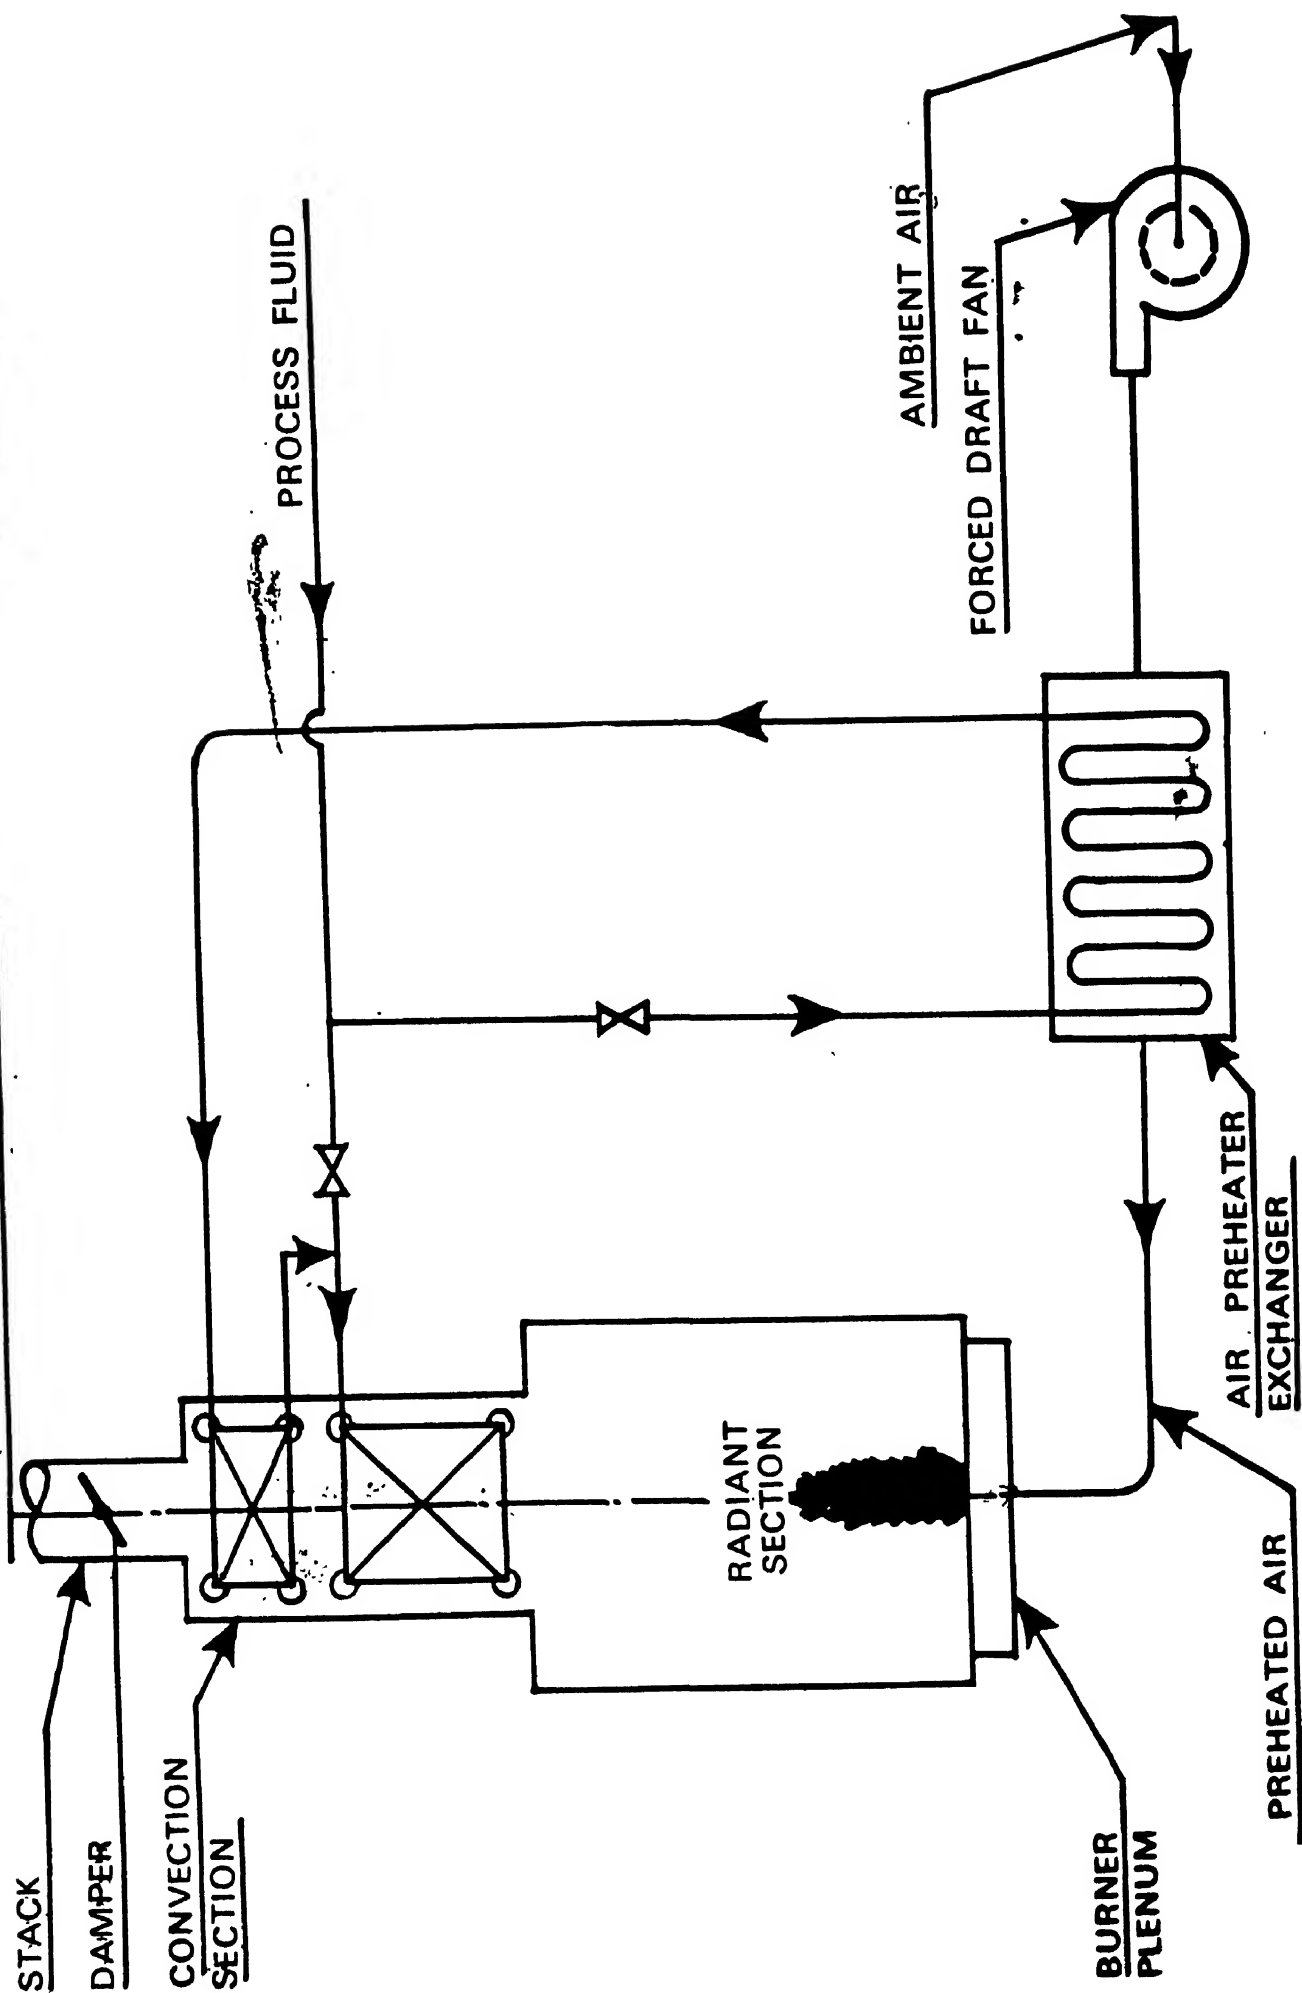 STACK
DAMPER
CONVECTION
SECTION
PROCESS FLUID
RADIANT
SECTION
AMBIENT AIR
FORCED DRAFT FAN
BURNER
PLENUM
AIR PREHEATER
EXCHANGER
PREHEATED AIR